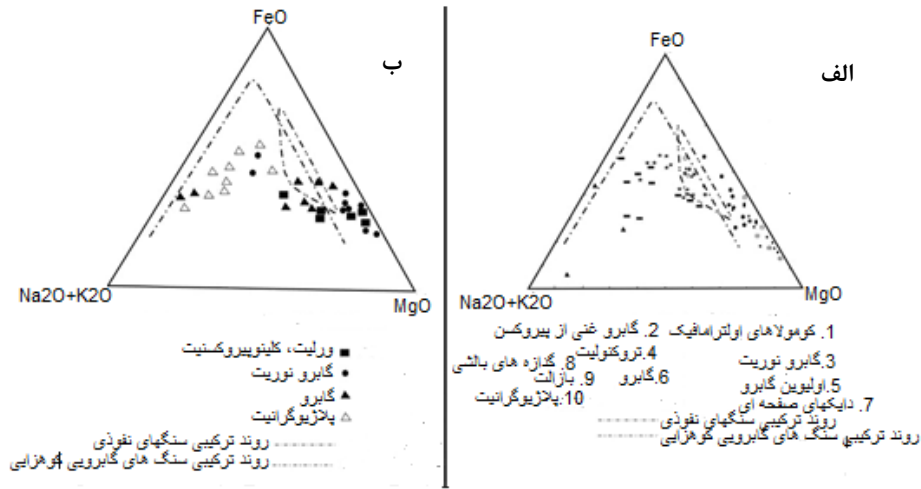 الف
FeO
Na2O+K2O
MgO
1. کومولاهای اولترامافیک
2. گابرو غنی از پیروکسن
3. گابرو نوریت
4. تروکتولیت
8. گدازه های بالشی
5. اولیوین گابرو
6. گابرو
9. بازالت
7. دایکهای صفحه ای
10. پلاژیوگرانیت
روند ترکیبی سنگهای نفوذی
روند ترکیبی سنگ های گابرویی کوهزایی
ب
FeO
Na2O+K2O
MgO
ورلیت، کلینوپیروکسنیت
گابرو نوریت
گابرو
پلاژیوگرانیت
روند ترکیبی سنگهای نفوذی
روند ترکیبی سنگ های گابرویی کوهزایی